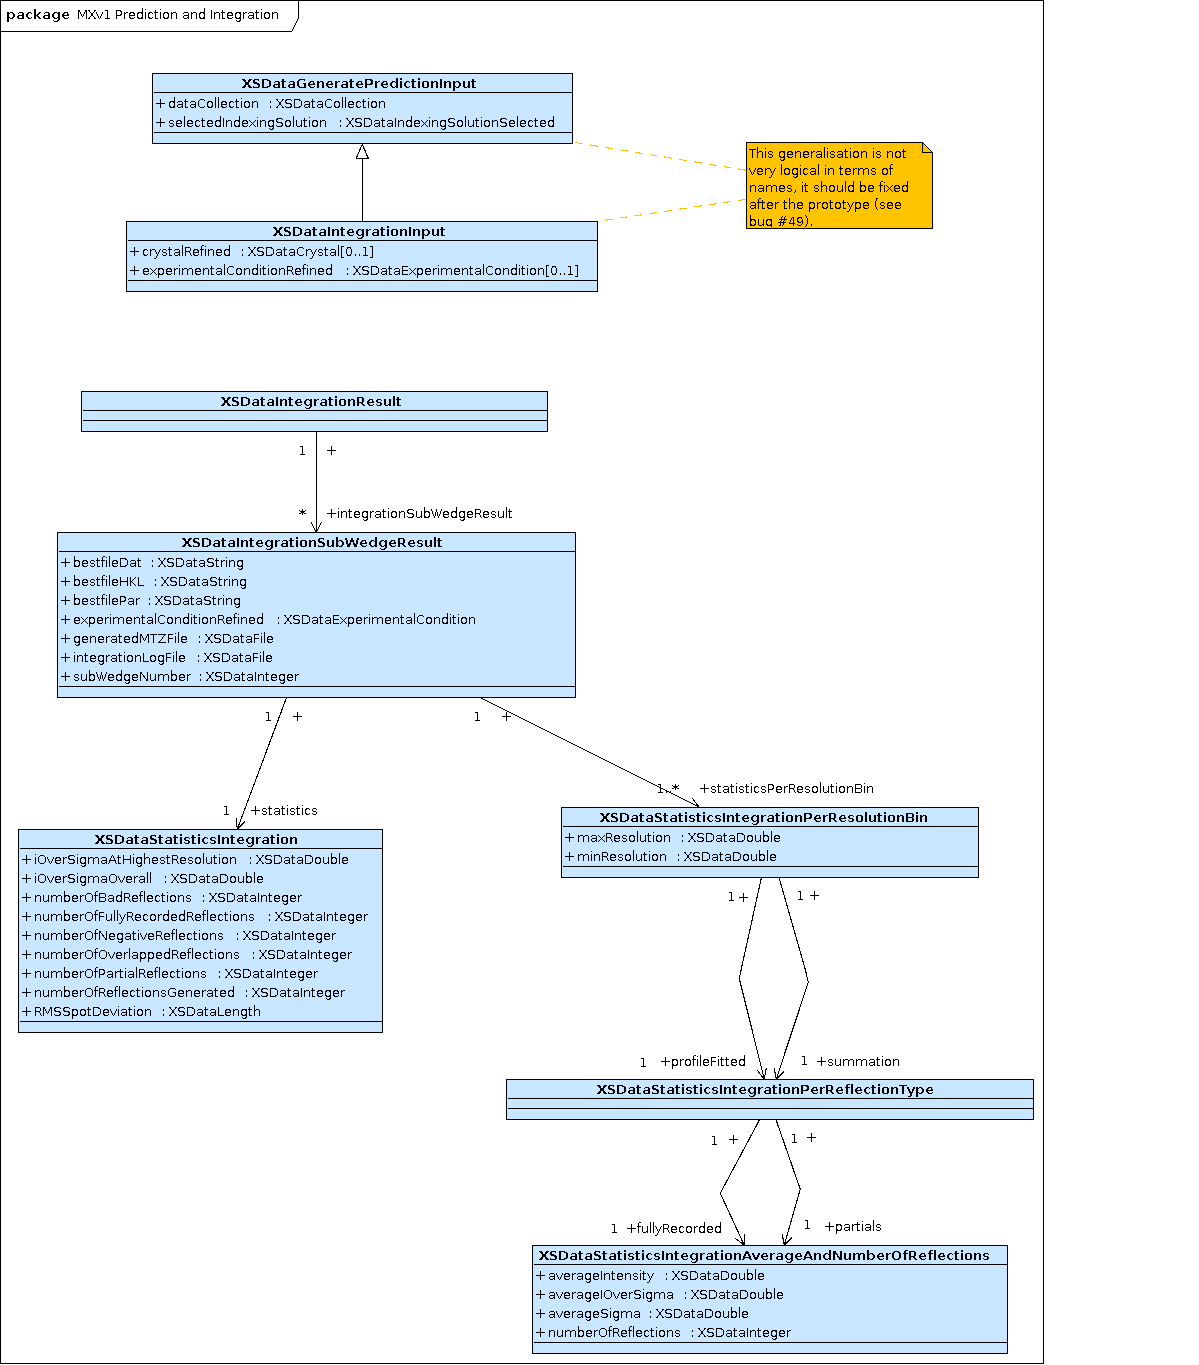 package MXv1 Prediction and Integration
XSDataGeneratePredictionInput
+ dataCollection : XSDataCollection
+ selectedIndexingSolution : XSDataIndexingSolutionSelected
This generalisation is not
very logical in terms of
names, it should be fixed
after the prototype (see
bug #49).
XSDataIntegrationInput
+ crystalRefined : XSDataCrystal[0..1]
+ experimentalConditionRefined : XSDataExperimentalCondition[0..1]
XSDataIntegrationResult
1 +
* +integrationSubWedgeResult
XSDataIntegrationSubWedgeResult
+ bestfileDat : XSDataString
+ bestfileHKL : XSDataString
+ bestfilePar : XSDataString
+ experimentalConditionRefined : XSDataExperimentalCondition
+ generatedMTZFile : XSDataFile
+ integrationLogFile : XSDataFile
+ subWedgeNumber : XSDataInteger
1 +
1 +
1..* +statisticsPerResolutionBin
1 +statistics
XSDataStatisticsIntegrationPerResolutionBin
+ maxResolution : XSDataDouble
+ minResolution : XSDataDouble
XSDataStatisticsIntegration
+ iOverSigmaAtHighestResolution : XSDataDouble
+ iOverSigmaOverall : XSDataDouble
+ numberOfBadReflections : XSDataInteger
+ numberOfFullyRecordedReflections : XSDataInteger
+ numberOfNegativeReflections : XSDataInteger
+ numberOfOverlappedReflections : XSDataInteger
+ numberOfPartialReflections : XSDataInteger
+ numberOfReflectionsGenerated : XSDataInteger
+ RMSSpotDeviation : XSDataLength
1 +
1 +
1 +profileFitted
1 +summation
XSDataStatisticsIntegrationPerReflectionType
1 +
1 +
1 +fullyRecorded
1 +partials
XSDataStatisticsIntegrationAverageAndNumberOfReflections
+ averageIntensity : XSDataDouble
+ averageIOverSigma : XSDataDouble
+ averageSigma : XSDataDouble
+ numberOfReflections : XSDataInteger